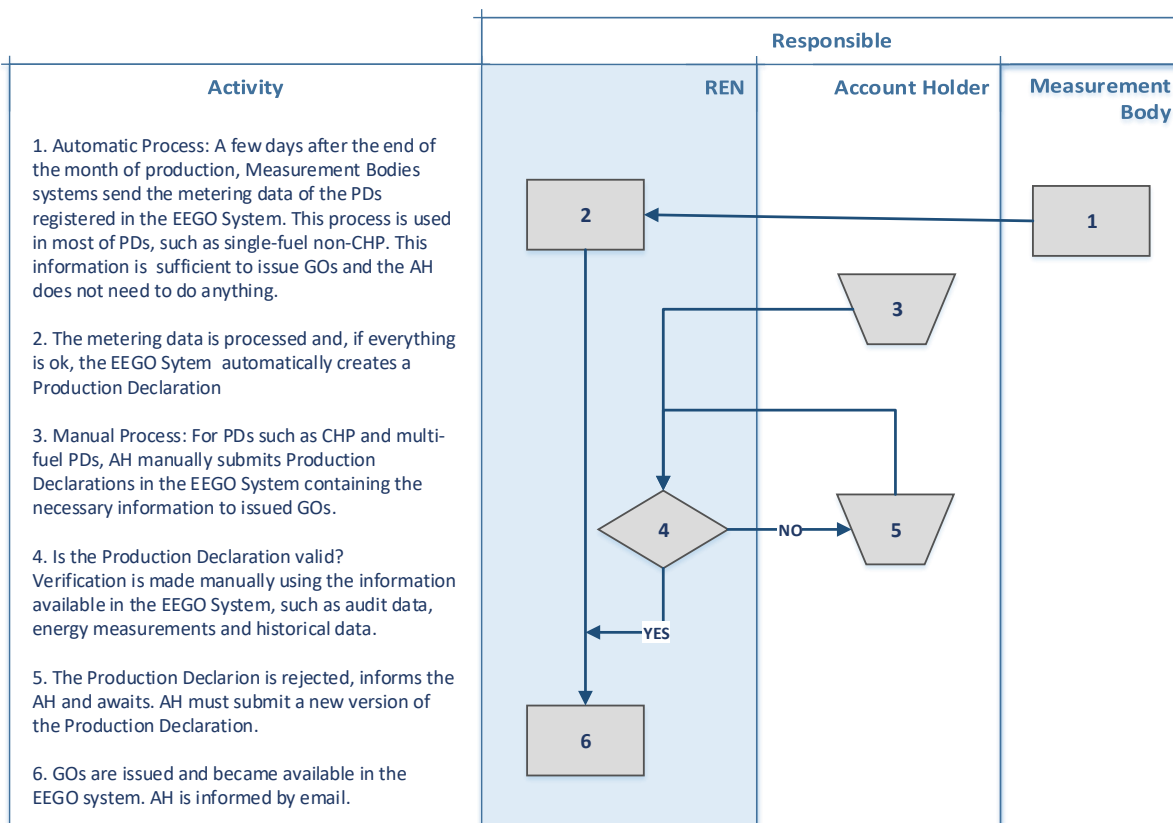 Responsible
Activity
REN
Account Holder
Measurement
Body
1. Automatic Process: A few days after the end of
the month of production, Measurement Bodies
systems send the metering data of the PDs
registered in the EEGO System. This process is used
in most of PDs, such as single-fuel non-CHP. This
information is  sufficient to issue GOs and the AH
does not need to do anything.
2. The metering data is processed and, if everything
is ok, the EEGO Sytem  automatically creates a
Production Declaration
3. Manual Process: For PDs such as CHP and multi-
fuel PDs, AH manually submits Production
Declarations in the EEGO System containing the
necessary information to issued GOs.
4. Is the Production Declaration valid?
Verification is made manually using the information
available in the EEGO System, such as audit data,
energy measurements and historical data.
5. The Production Declarion is rejected, informs the
AH and awaits. AH must submit a new version of
the Production Declaration.
6. GOs are issued and became available in the
EEGO system. AH is informed by email.
2
1
3
4
NO
5
YES
6